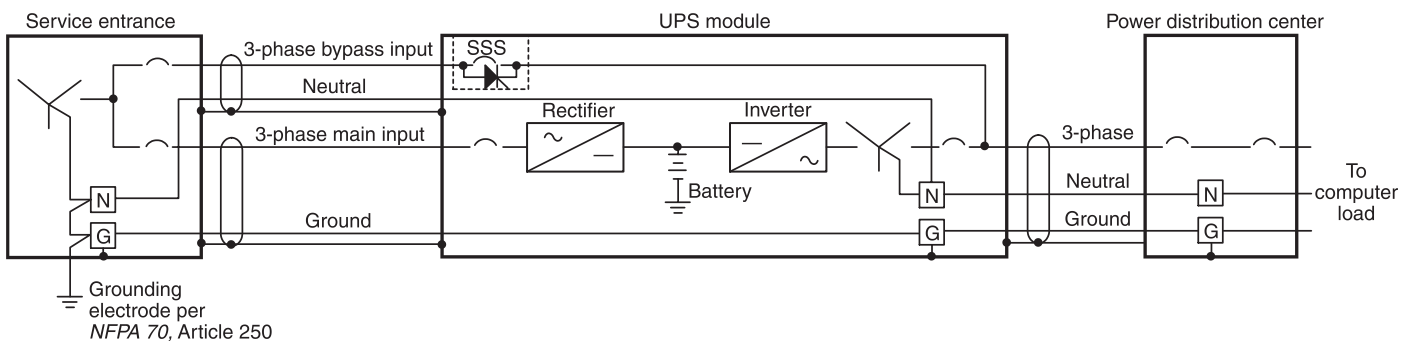 Service entrance
UPS module
Power distribution center
3-phase bypass input
SSS
Neutral
Rectifier
Inverter
3-phase main input
3-phase
Battery
N
N
Neutral
N
To
computer
load
Ground
Ground
G
G
G
Grounding
electrode per
NFPA 70, Article 250